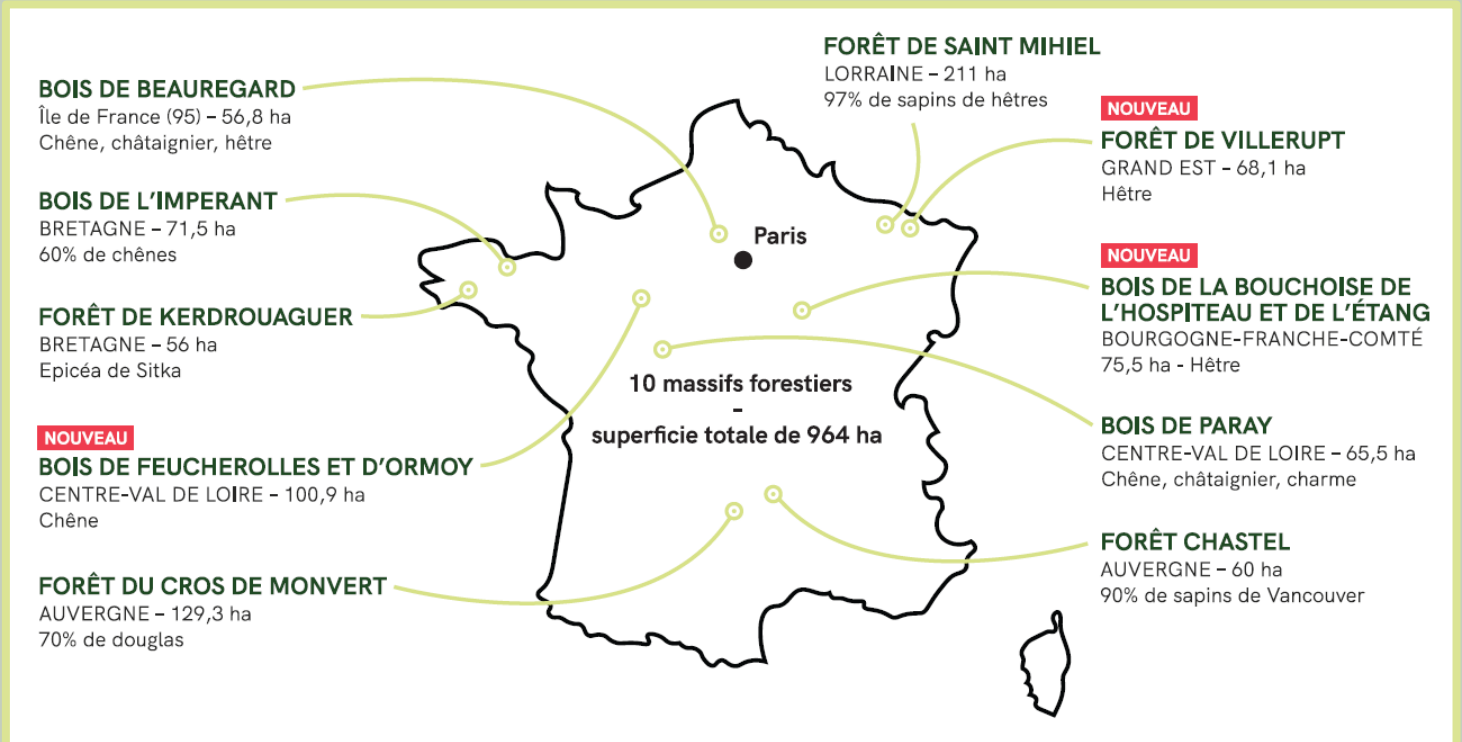 BOIS DE BEAUREGARD
Île de France (95) – 56,8 ha
Chêne, châtaignier, hêtre
BOIS DE L'IMPERANT
BRETAGNE – 71,5 ha
60% de chênes
FORÊT DE KERDROUAGUER
BRETAGNE – 56 ha
Epicéa de Sitka
NOUVEAU
BOIS DE FEUCHEROLLES ET D'ORMOY
CENTRE-VAL DE LOIRE – 100,9 ha
Chêne
FORÊT DU CROS DE MONVERT
AUVERGNE – 129,3 ha
70% de douglas
Paris
10 massifs forestiers
–
superficie totale de 964 ha
FORÊT DE SAINT MIHIEL
LORRAINE – 211 ha
97% de sapins de hêtres
NOUVEAU
FORÊT DE VILLERUPT
GRAND EST – 68,1 ha
Hêtre
NOUVEAU
BOIS DE LA BOUCHOISE DE
L'HOSPITEAU ET DE L'ÉTANG
BOURGOGNE-FRANCHE-COMTÉ
75,5 ha - Hêtre
BOIS DE PARAY
CENTRE-VAL DE LOIRE – 65,5 ha
Chêne, châtaignier, charme
FORÊT CHASTEL
AUVERGNE – 60 ha
90% de sapins de Vancouver